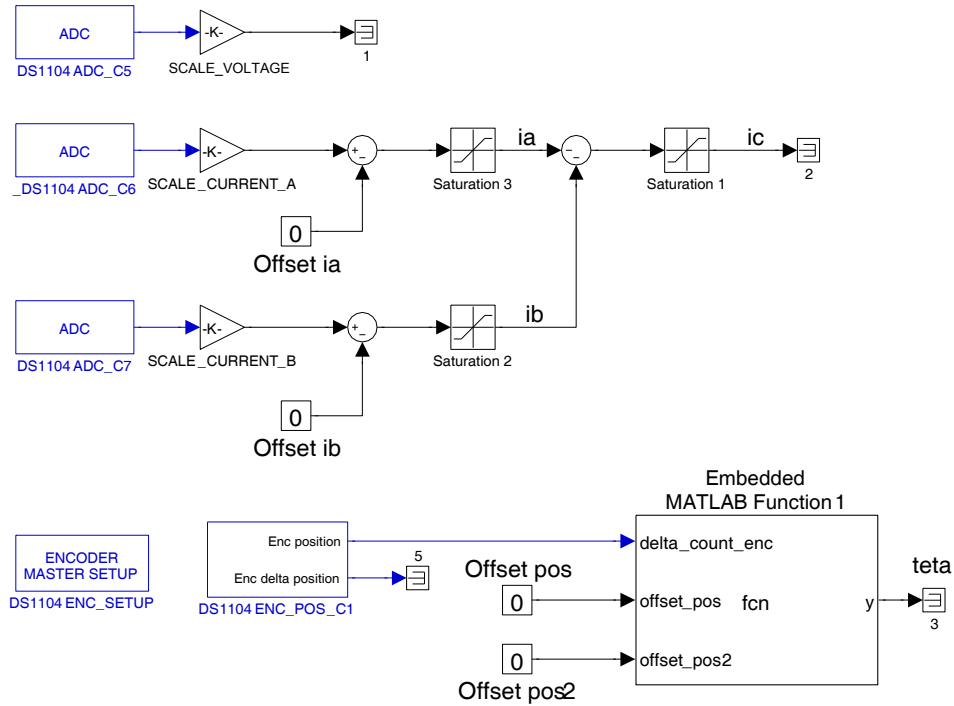 ADC
-K-
DS1104 ADC_C5
SCALE_VOLTAGE
1
ADC
-K-
+
-
ia
-
-
ic
_DS1104 ADC_C6
SCALE_CURRENT_A
Saturation 3
Saturation 1
2
0
Offset ia
ADC
-K-
+
-
ib
DS1104 ADC_C7
SCALE_CURRENT_B
Saturation 2
0
Offset ib
Embedded
MATLAB Function 1
ENCODER
MASTER SETUP
DS1104 ENC_SETUP
Enc position
Enc delta position
DS1104 ENC_POS_C1
5
Offset pos
0
0
Offset pos2
delta_count_enc
offset_pos
fcn
y
offset_pos2
teta
3